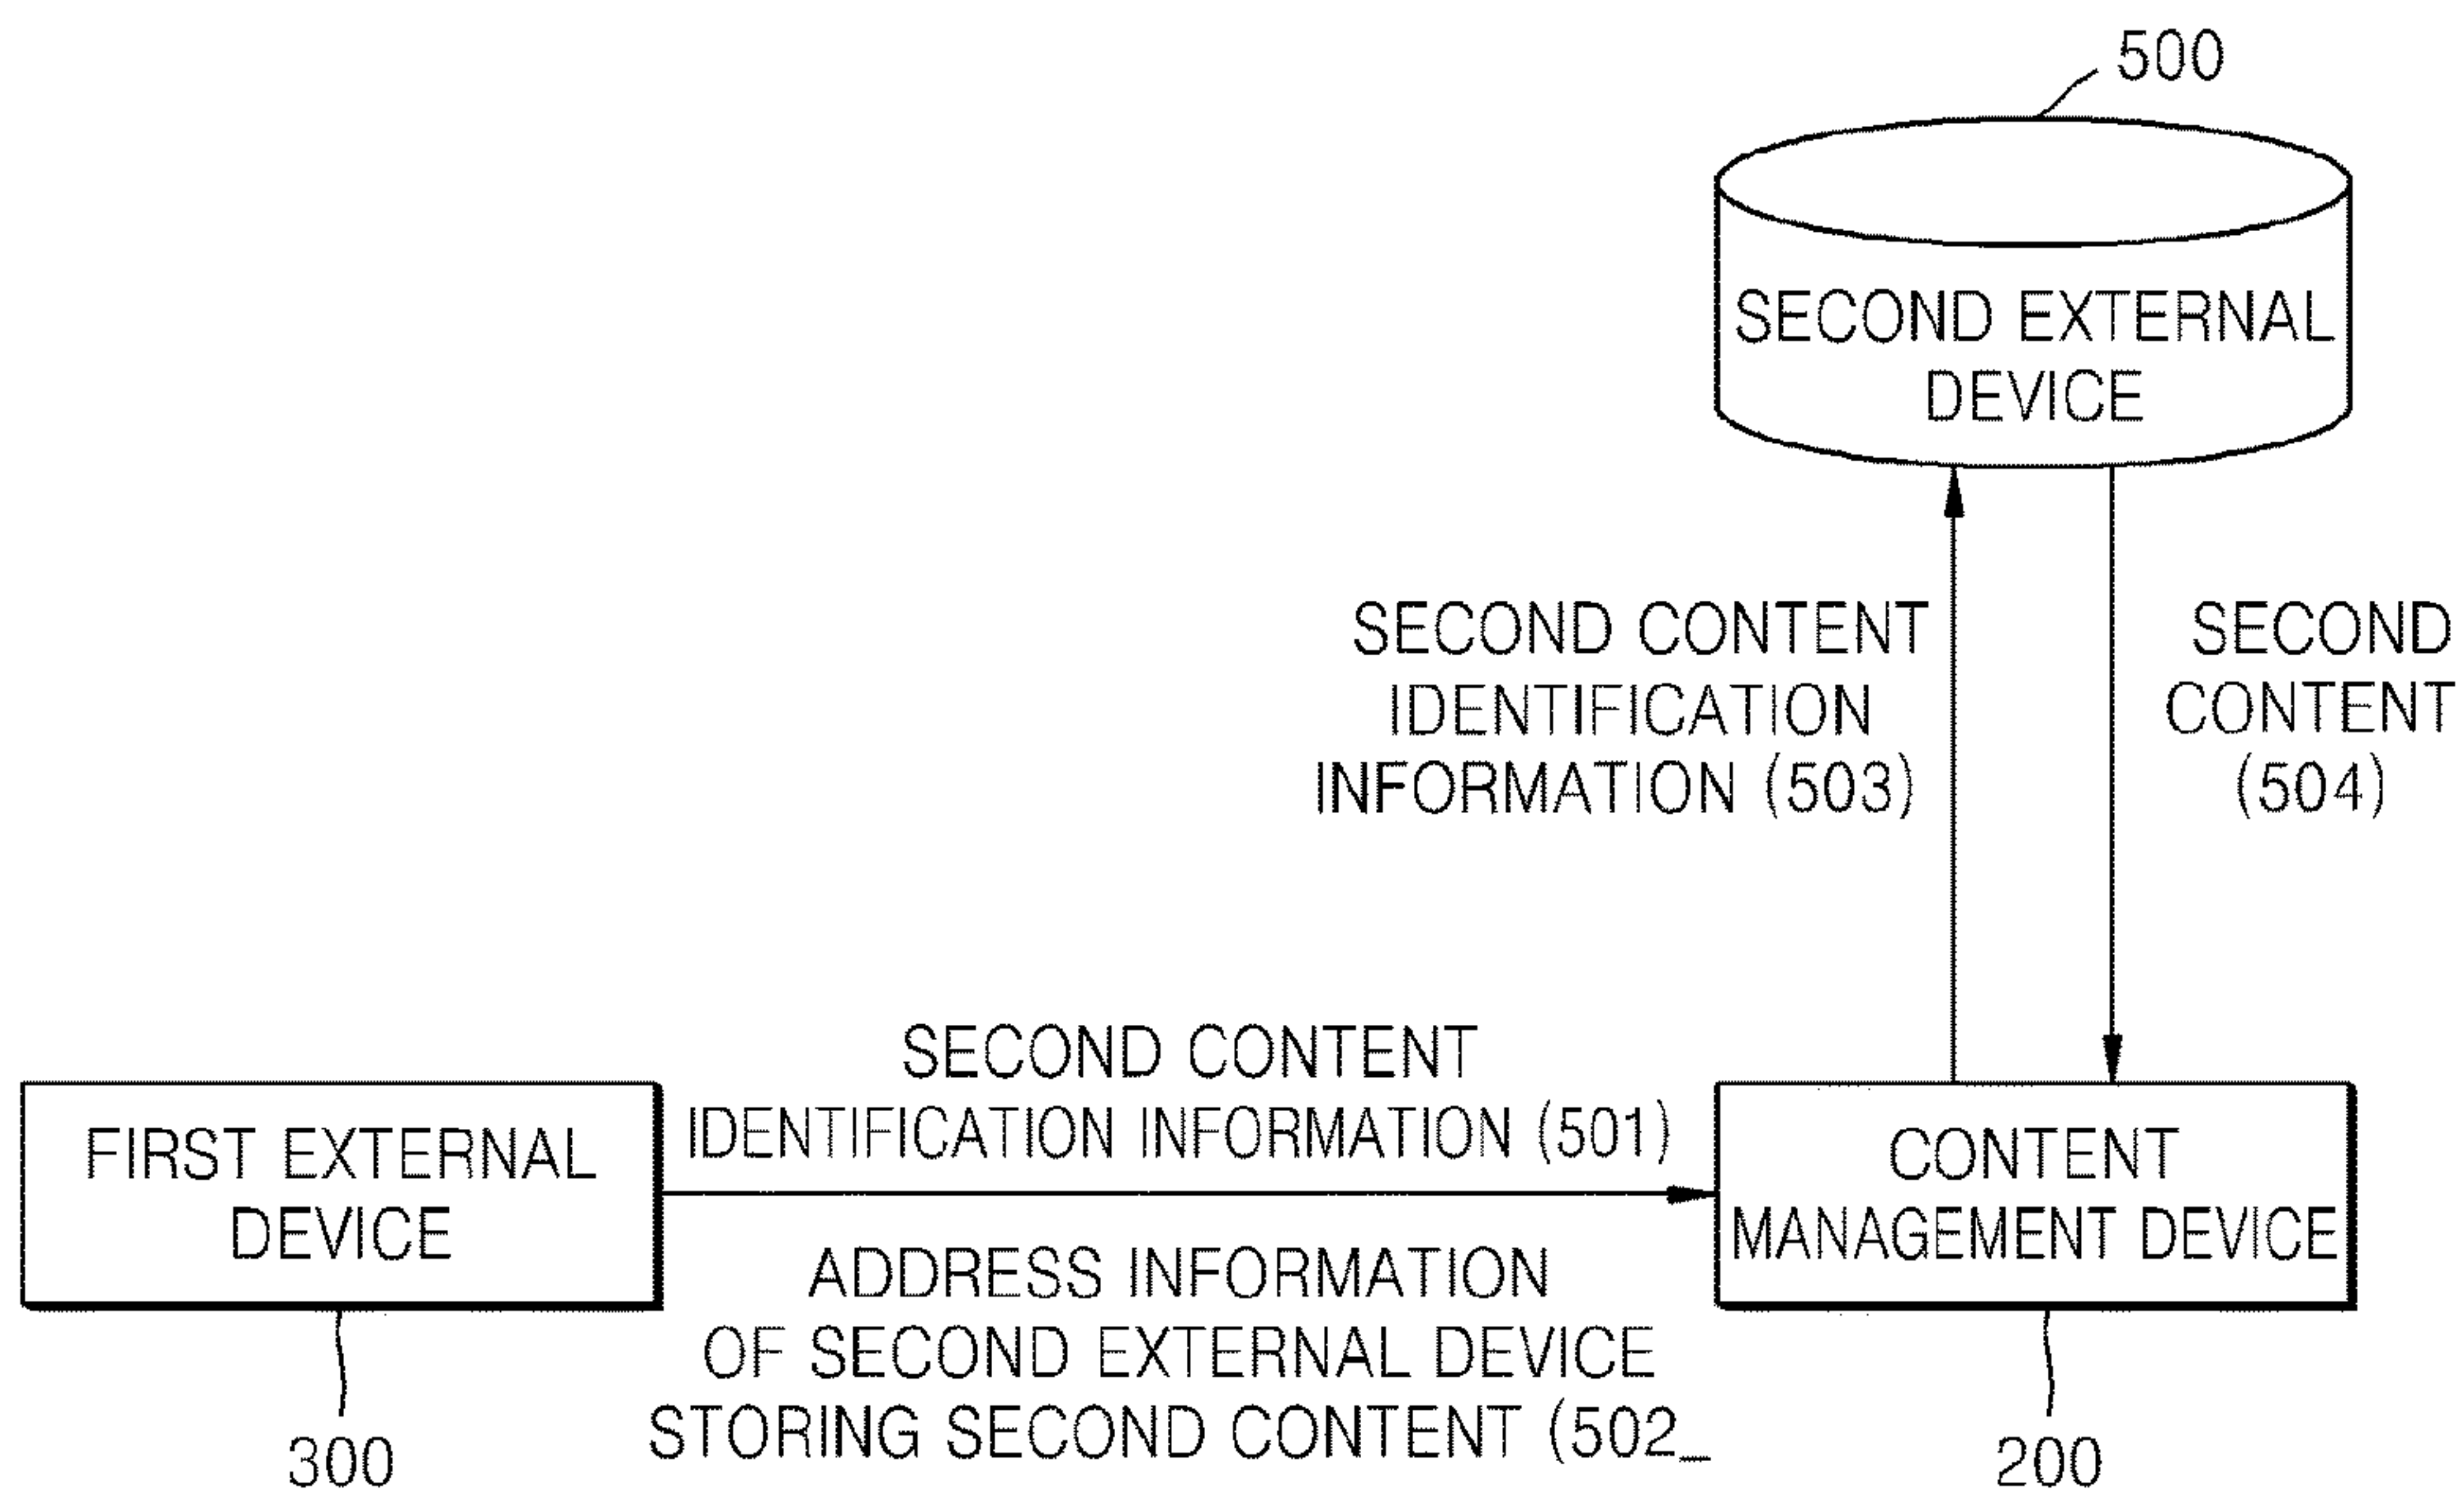 500
SECOND EXTERNAL
DEVICE
SECOND CONTENT
IDENTIFICATION
INFORMATION (503)
SECOND
CONTENT
(504)
SECOND CONTENT
IDENTIFICATION INFORMATION (501)
FIRST EXTERNAL
DEVICE
CONTENT
MANAGEMENT DEVICE
ADDRESS INFORMATION
OF SECOND EXTERNAL DEVICE
STORING SECOND CONTENT (502_
300
200